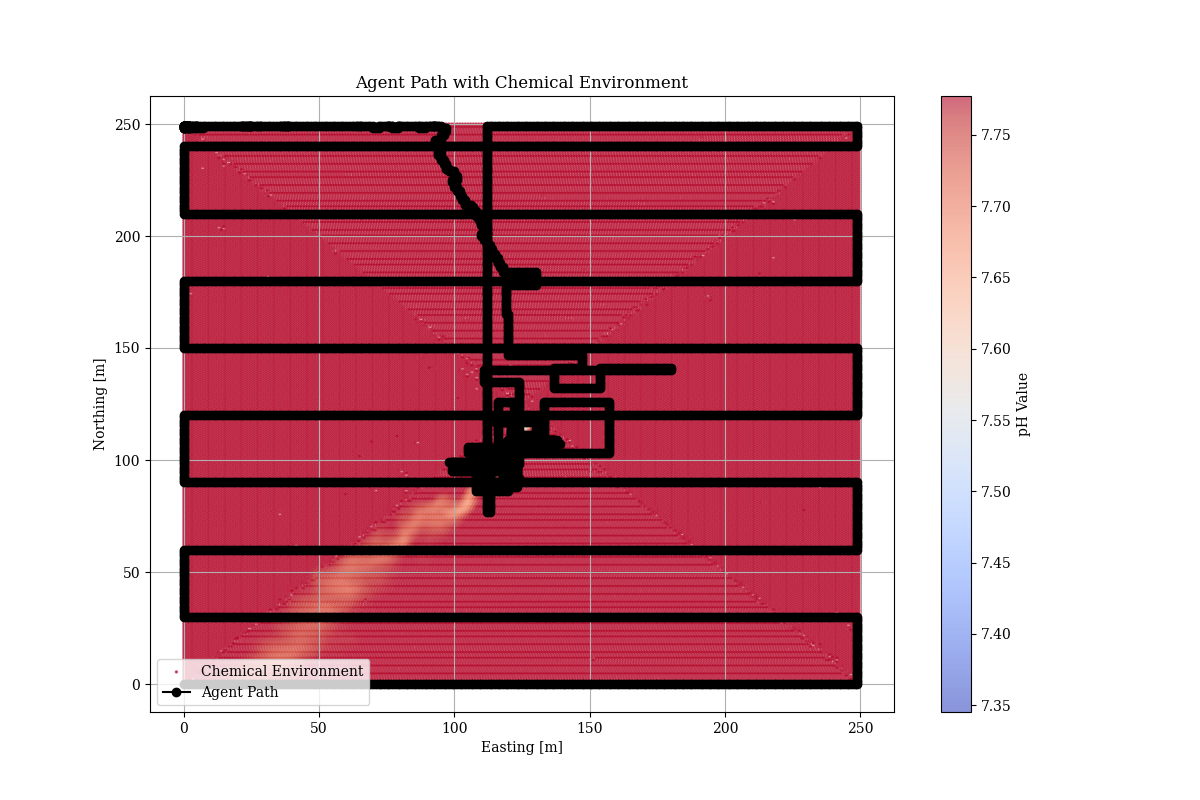 Agent Path with Chemical Environment
250
200
150
100
50
0
Northing [m]
0 50 100 150 200 250
Easting [m]
Chemical Environment
Agent Path
7.75
7.70
7.65
7.60
7.55
7.50
7.45
7.40
7.35
pH Value